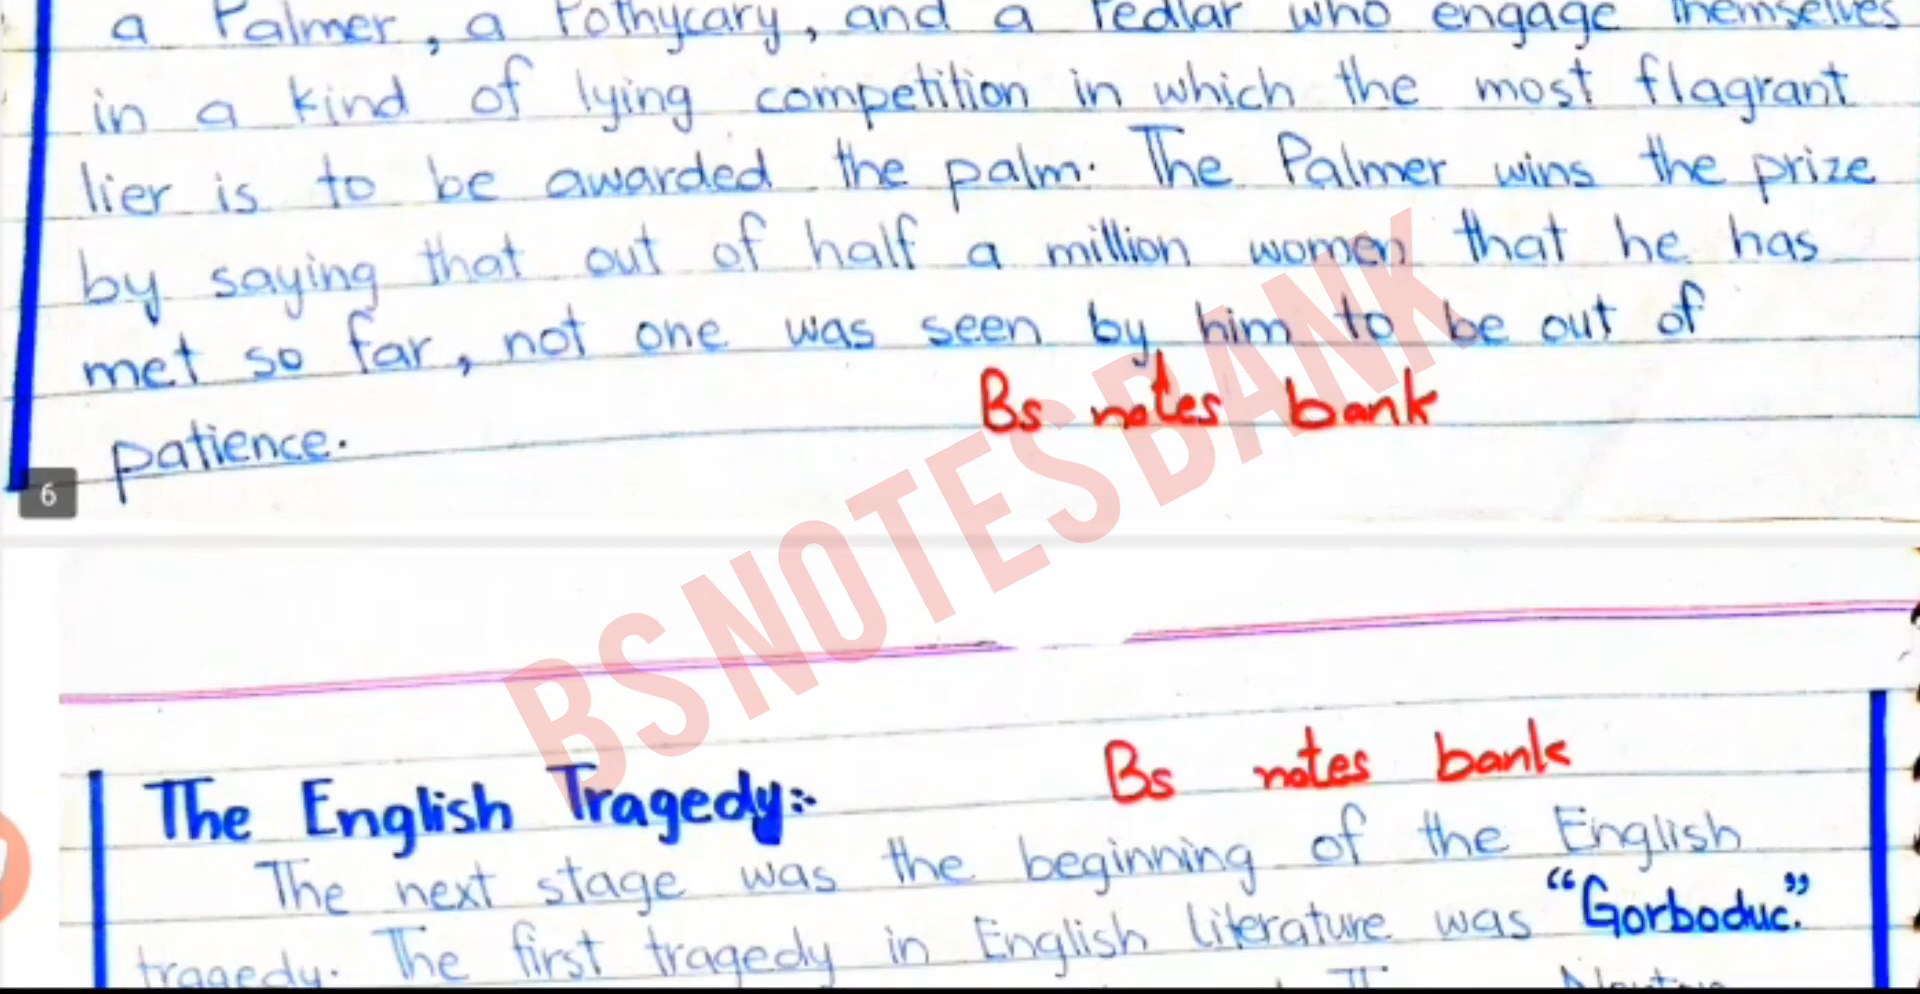 a Palmer, a Pothycary, and a Pedlar who engage themselves
in a kind of lying competition in which the most flagrant
lier is to be awarded the palm. The Palmer wins the prize
by saying that out of half a million women that he has
met so far, not one was seen by him to be out of
patience.
Bs notes bank
6
BS NOTES BANK
Bs notes bank
The English Tragedy:-
The next stage was the beginning of the English
tragedy. The first tragedy in English literature was "Gorboduc."